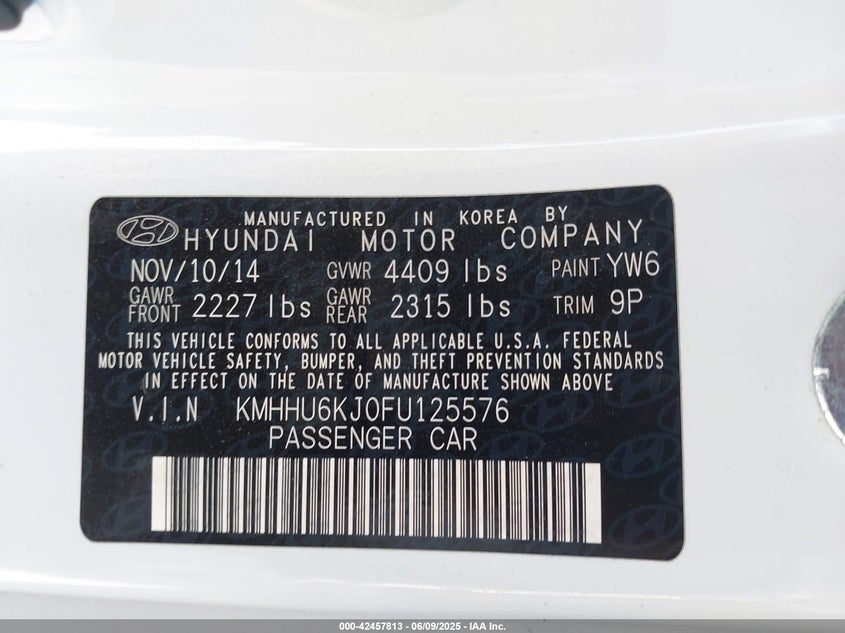 MANUFACTURED IN KOREA BY
HYUNDAI MOTOR COMPANY
NOV/10/14 GVWR 4409 lbs PAINT YW6
GAWR FRONT 2227 lbs GAWR REAR 2315 lbs TRIM 9P
THIS VEHICLE CONFORMS TO ALL APPLICABLE U.S.A. FEDERAL
MOTOR VEHICLE SAFETY, BUMPER, AND THEFT PREVENTION STANDARDS
IN EFFECT ON THE DATE OF MANUFACTURE SHOWN ABOVE
V.I.N KMHHU6KJ0FU125576
PASSENGER CAR
000-42457813 - 06/09/2025 - IAA Inc.